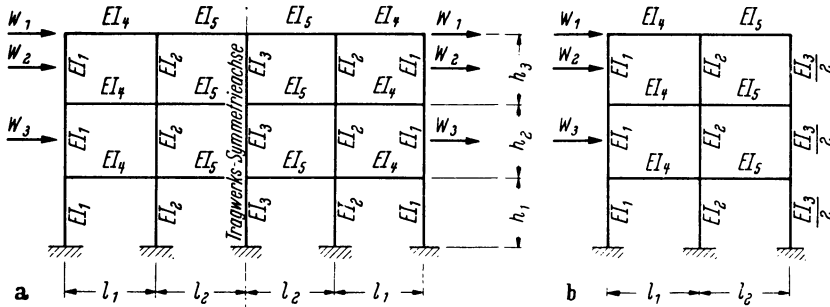 W₁ EI₄ EI₅ EI₅ EI₄ W₁
W₂ EI₁ EI₂ EI₃ EI₂ EI₁ W₂ h₃
EI₄ EI₅ EI₅ EI₄
W₃ EI₁ EI₂ EI₃ EI₂ EI₁ W₃ h₂
EI₄ EI₅ EI₅ EI₄
EI₁ EI₂ EI₃ EI₂ EI₁ h₁
Tragwerks-Symmetrieachse
a l₁ l₂ l₂ l₁
W₁ EI₄ EI₅
W₂ EI₁ EI₂ EI₃/2
EI₄ EI₅
W₃ EI₁ EI₂ EI₃/2
EI₄ EI₅
EI₁ EI₂ EI₃/2
b l₁ l₂